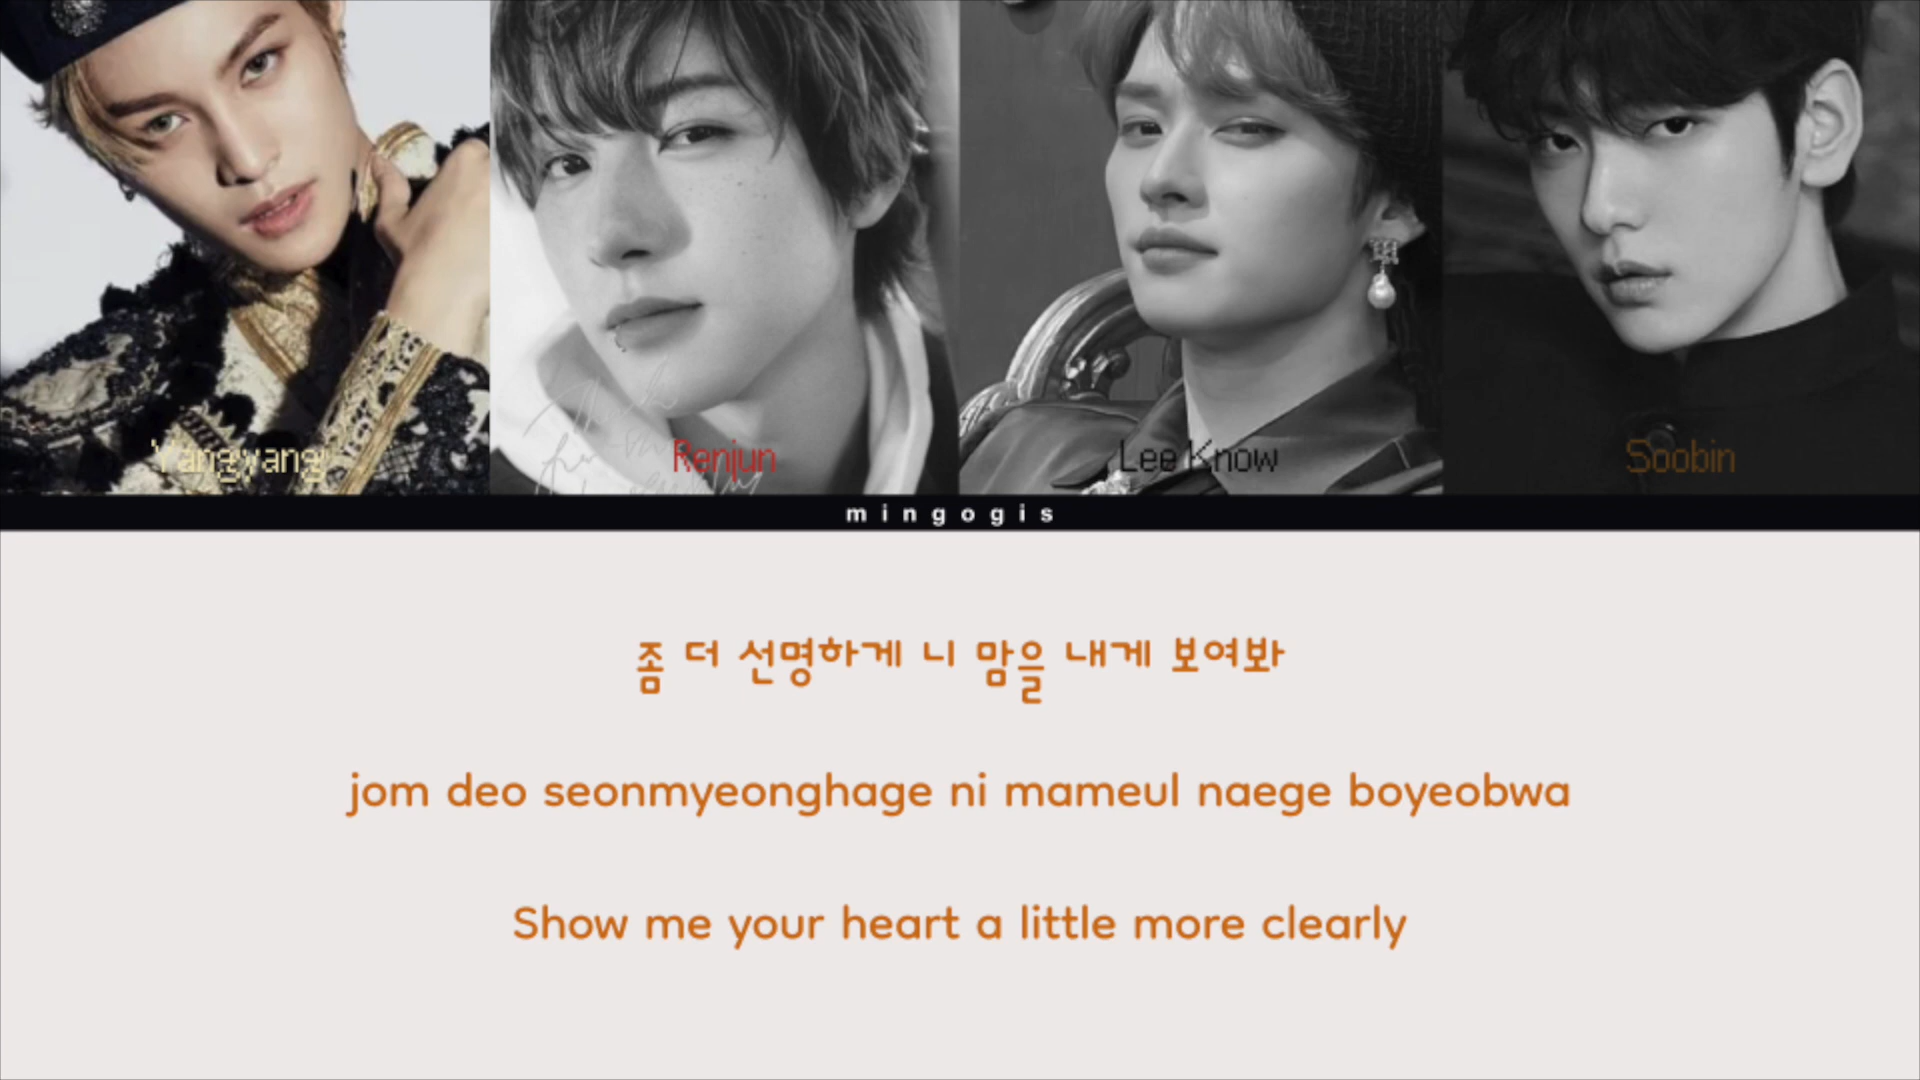 Yangyang
Renjun
Lee Know
Soobin
mingogis
좀 더 선명하게 니 맘을 내게 보여봐
jom deo seonmyeonghage ni mameul naege boyeobwa
Show me your heart a little more clearly